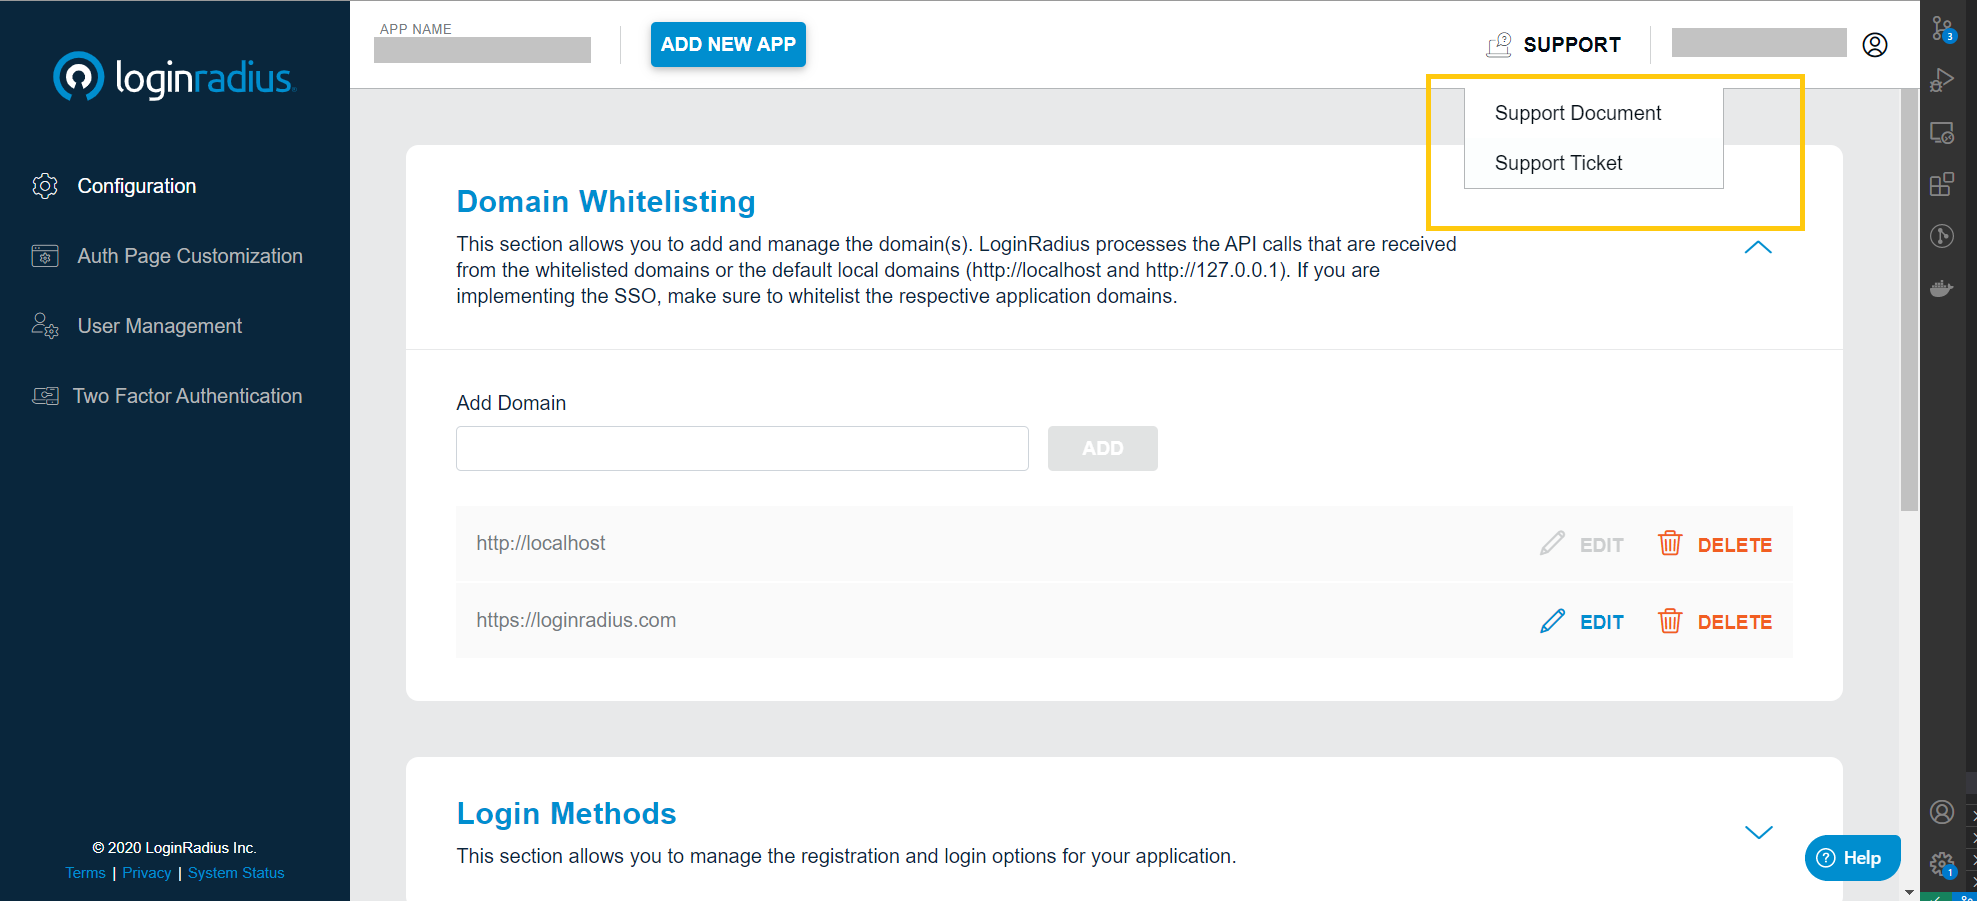 loginradius
Configuration
Auth Page Customization
User Management
Two Factor Authentication
© 2020 LoginRadius Inc.
Terms | Privacy | System Status
APP NAME
ADD NEW APP
SUPPORT
Support Document
Support Ticket
Domain Whitelisting
This section allows you to add and manage the domain(s). LoginRadius processes the API calls that are received
from the whitelisted domains or the default local domains (http://localhost and http://127.0.0.1). If you are
implementing the SSO, make sure to whitelist the respective application domains.
Add Domain
ADD
http://localhost
EDIT
DELETE
https://loginradius.com
EDIT
DELETE
Login Methods
This section allows you to manage the registration and login options for your application.
? Help
3
1